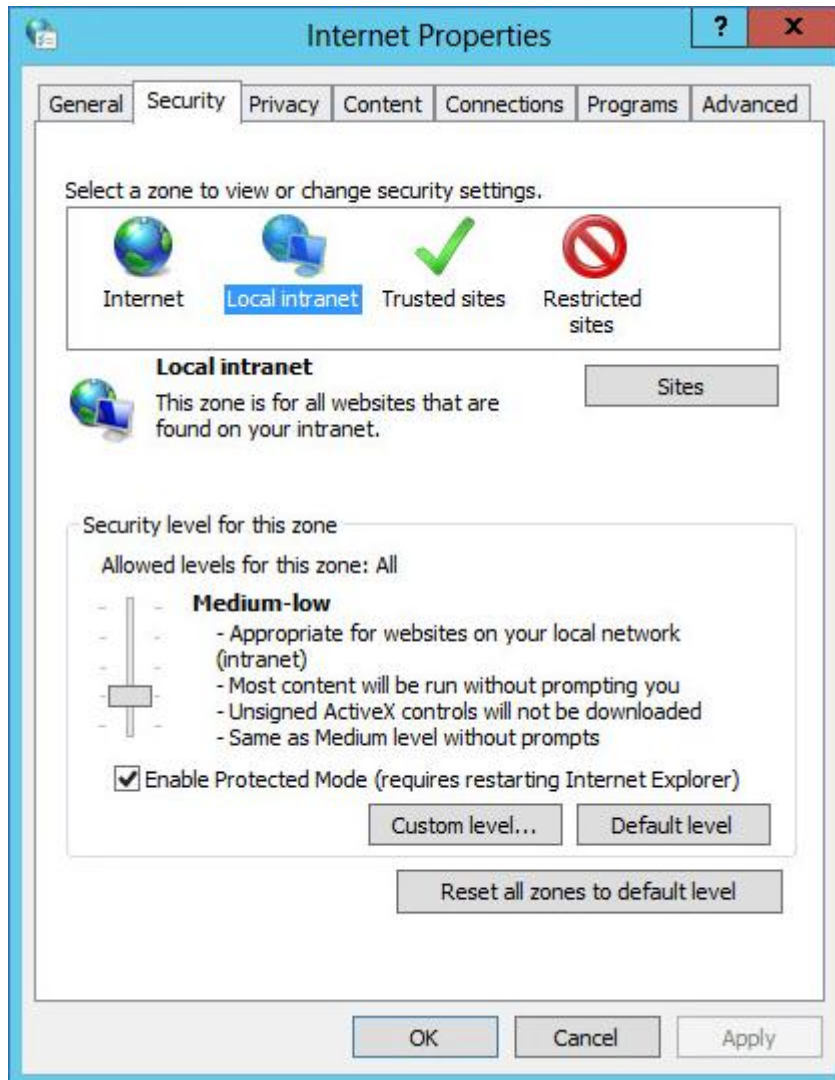 Internet Properties
? x
General Security Privacy Content Connections Programs Advanced
Select a zone to view or change security settings.
Internet Local intranet Trusted sites Restricted
sites
Local intranet
Sites
This zone is for all websites that are
found on your intranet.
Security level for this zone
Allowed levels for this zone: All
Medium-low
- Appropriate for websites on your local network
(intranet)
- Most content will be run without prompting you
- Unsigned ActiveX controls will not be downloaded
- Same as Medium level without prompts
Enable Protected Mode (requires restarting Internet Explorer)
Custom level... Default level
Reset all zones to default level
OK Cancel Apply